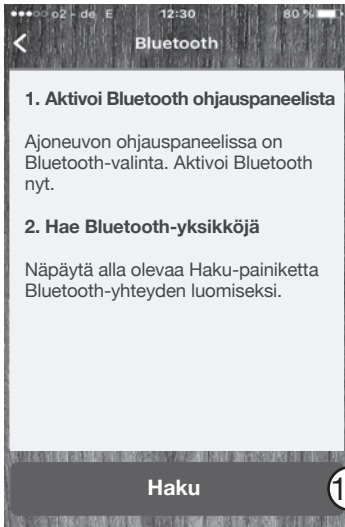 ●●●○○ o2 - de E 12:30 80 %
Bluetooth
1. Aktivoi Bluetooth ohjauspaneelista
Ajoneuvon ohjauspaneelissa on
Bluetooth-valinta. Aktivoi Bluetooth
nyt.
2. Hae Bluetooth-yksikköjä
Näpäytä alla olevaa Haku-painiketta
Bluetooth-yhteyden luomiseksi.
Haku 1